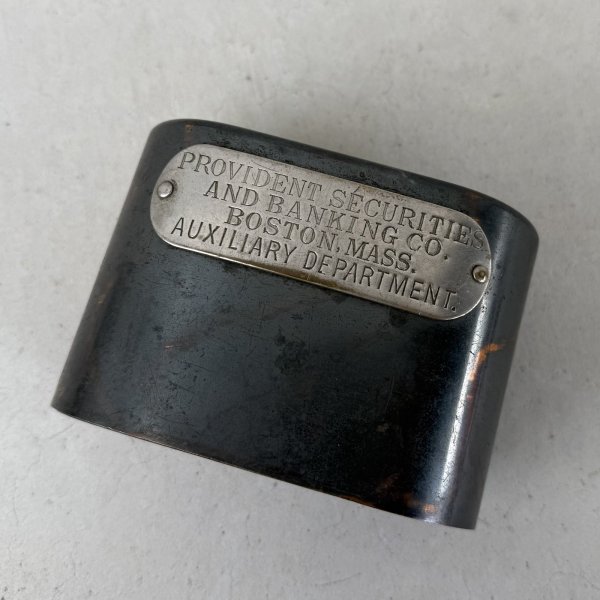 PROVIDENT SECURITIES
AND BANKING CO.
BOSTON, MASS.
AUXILIARY DEPARTMENT.